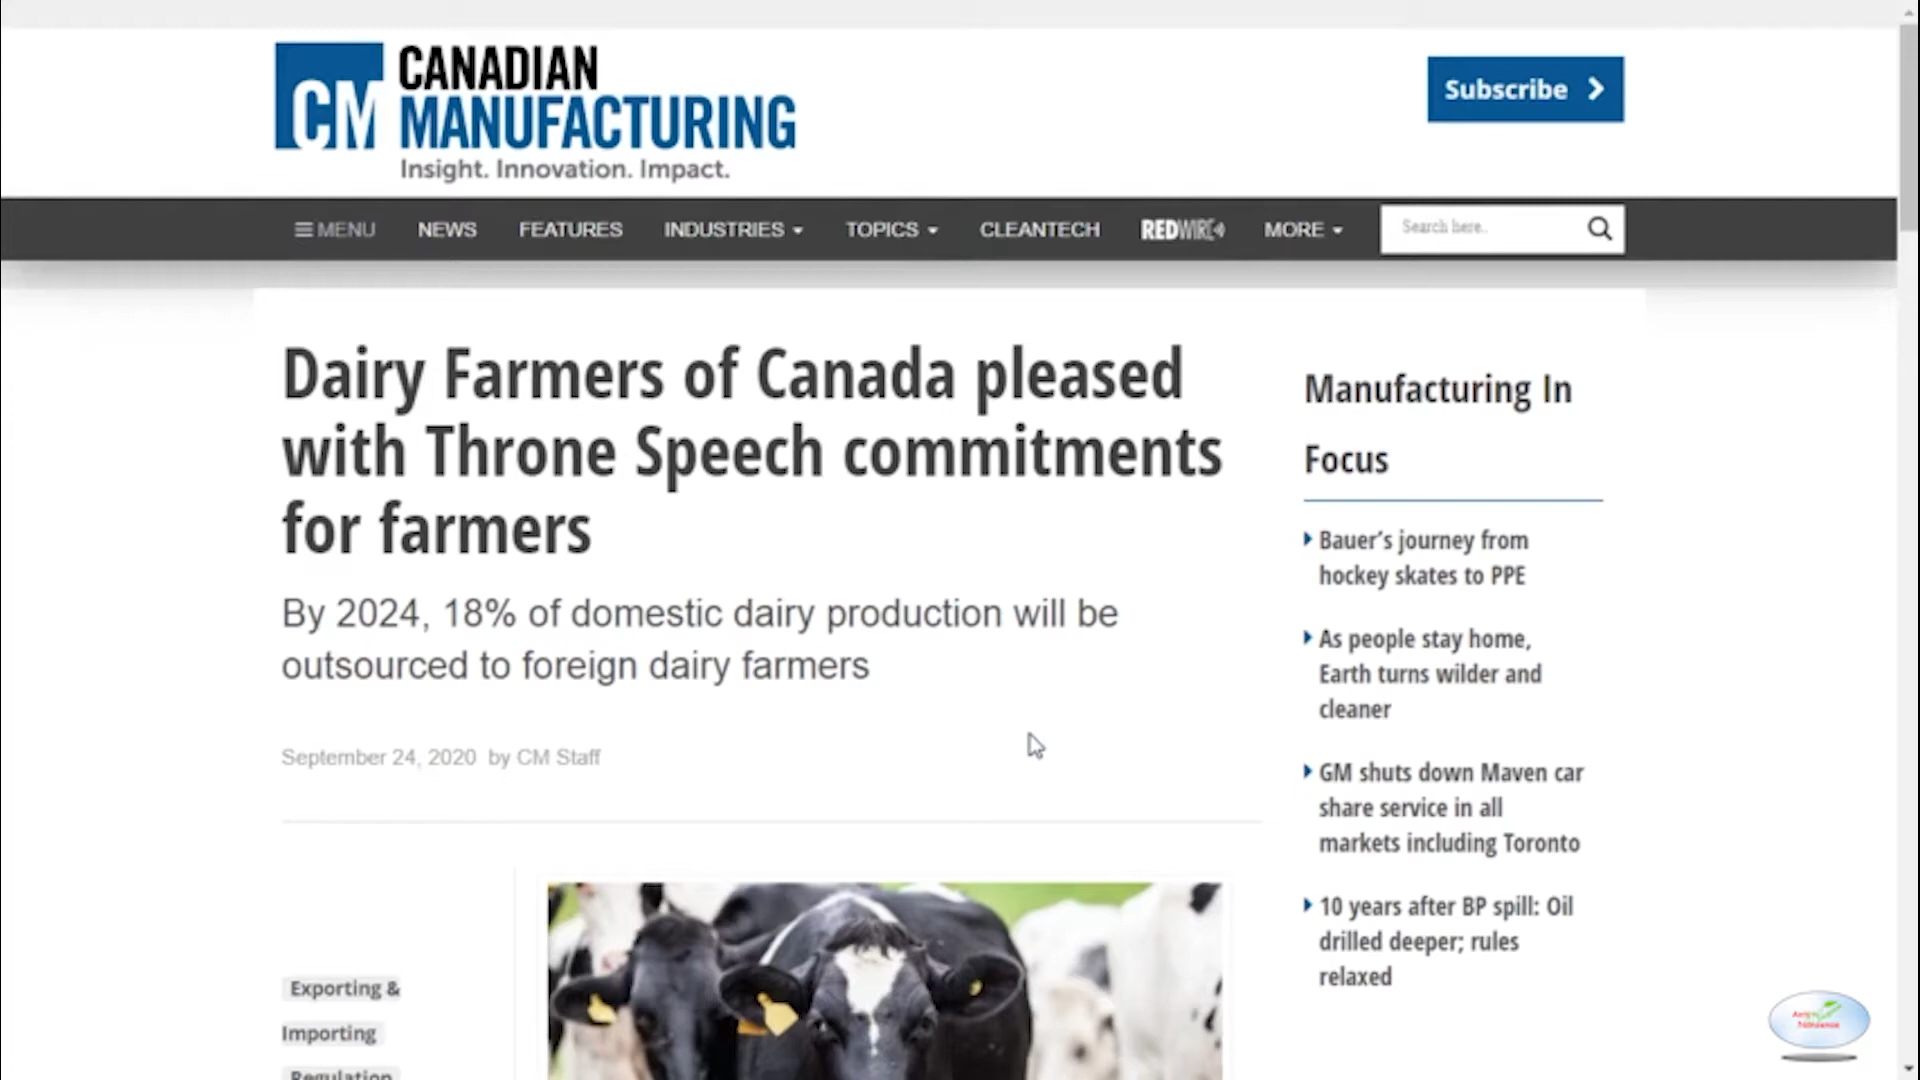 CM CANADIAN
MANUFACTURING
Insight. Innovation. Impact.
Subscribe
MENU NEWS FEATURES INDUSTRIES TOPICS CLEANTECH REDWIRE MORE Search here..
Dairy Farmers of Canada pleased
with Throne Speech commitments
for farmers
By 2024, 18% of domestic dairy production will be
outsourced to foreign dairy farmers
September 24, 2020 by CM Staff
Exporting &
Importing
Regulation
Manufacturing In
Focus
Bauer's journey from
hockey skates to PPE
As people stay home,
Earth turns wilder and
cleaner
GM shuts down Maven car
share service in all
markets including Toronto
10 years after BP spill: Oil
drilled deeper; rules
relaxed